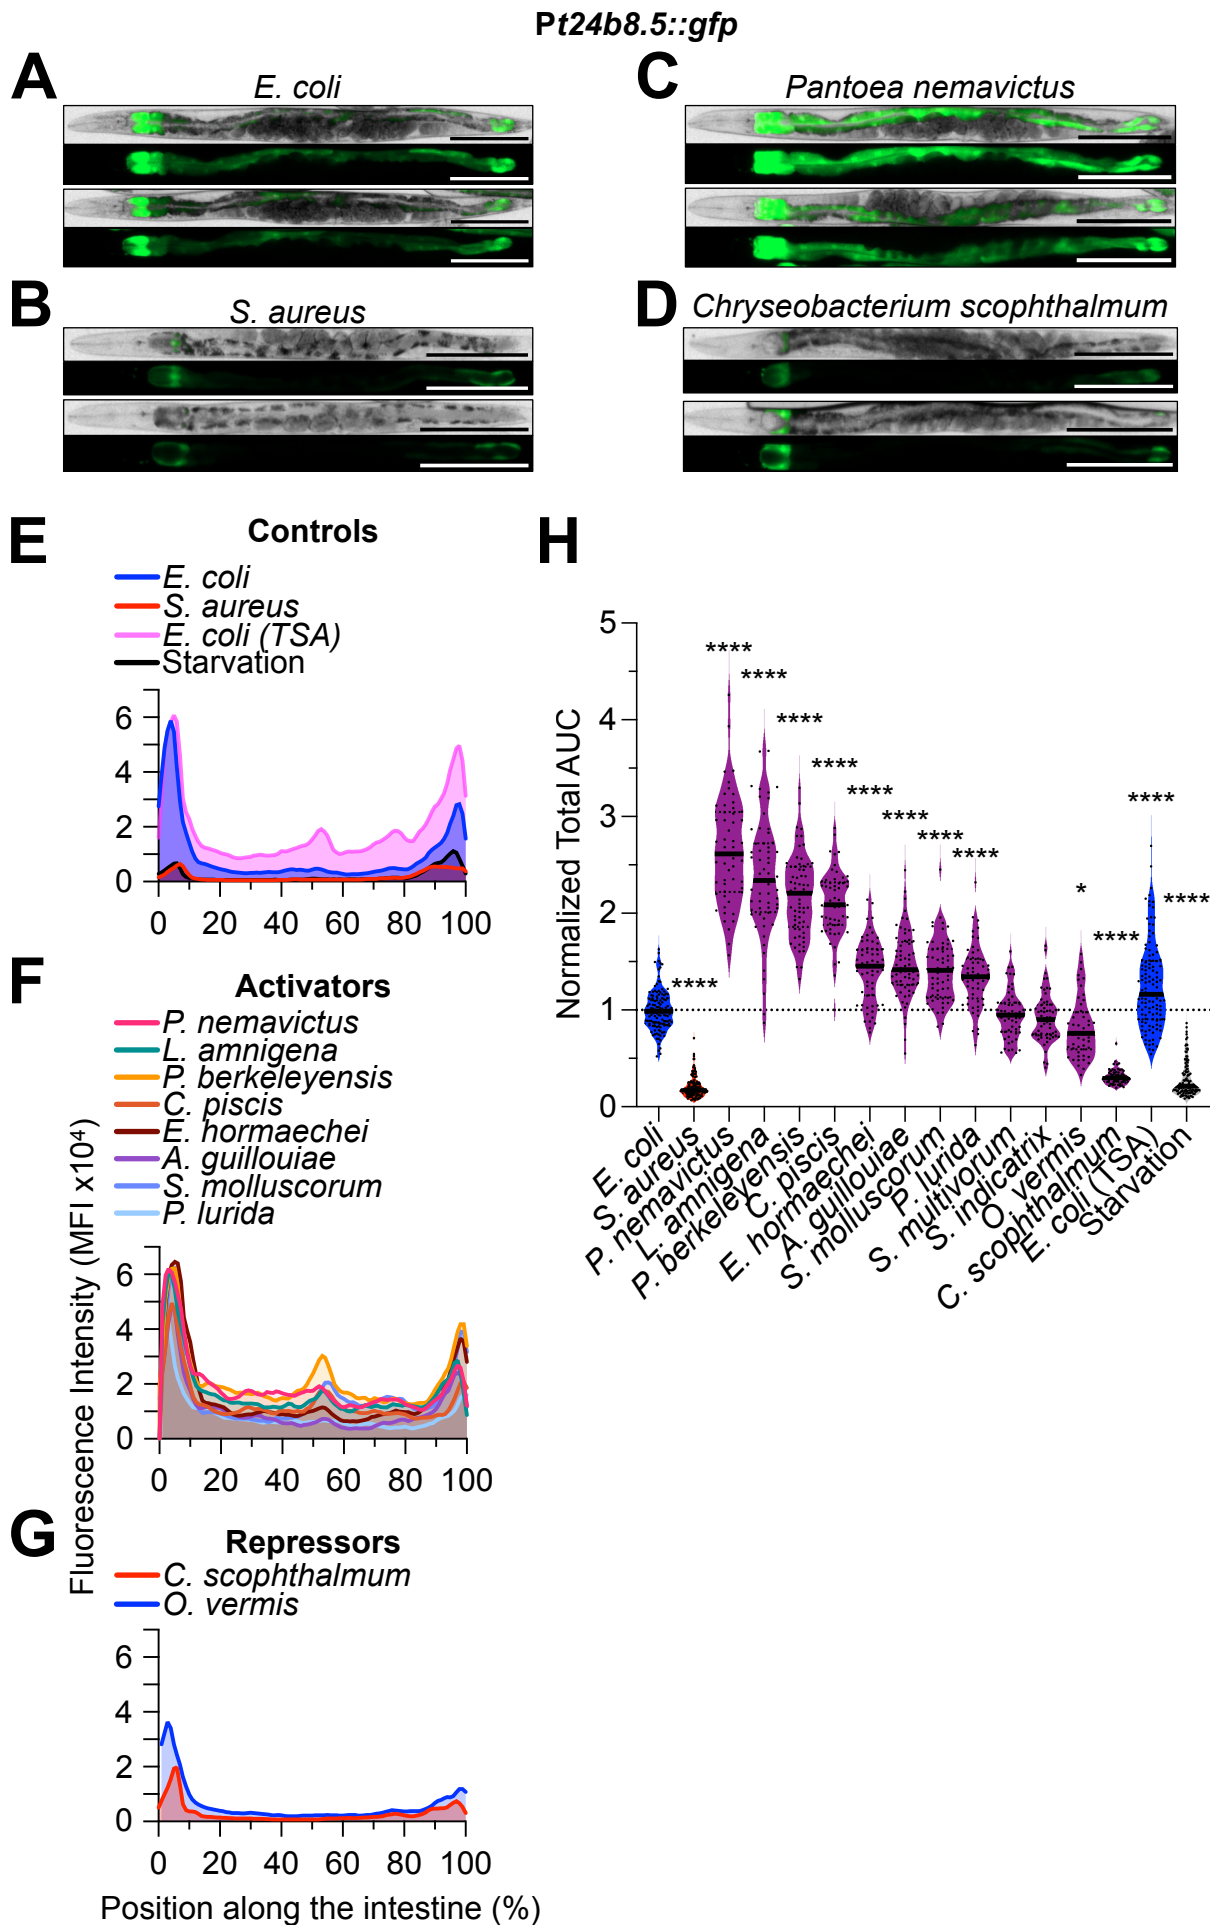 Pt24b8.5::gfp
A
E. coli
C
Pantoea nemavictus
B
S. aureus
D
Chryseobacterium scophthalmum
E
Controls
E. coli
S. aureus
E. coli (TSA)
Starvation
6
4
2
0
0 20 40 60 80 100
F
Activators
P. nemavictus
L. amnigena
P. berkeleyensis
C. piscis
E. hormaechei
A. guillouiae
S. molluscorum
P. lurida
6
4
2
0
0 20 40 60 80 100
G
Repressors
C. scophthalmum
O. vermis
6
4
2
0
0 20 40 60 80 100
Fluorescence Intensity (MFI x10⁴)
Position along the intestine (%)
H
Normalized Total AUC
5
4
3
2
1
0
****
****
****
****
****
****
****
****
****
*
****
****
****
E. coli
S. aureus
P. nemavictus
L. amnigena
P. berkeleyensis
C. piscis
E. hormaechei
A. guillouiae
S. molluscorum
P. lurida
S. multivorum
S. indicatrix
O. vermis
C. scophthalmum
E. coli (TSA)
Starvation